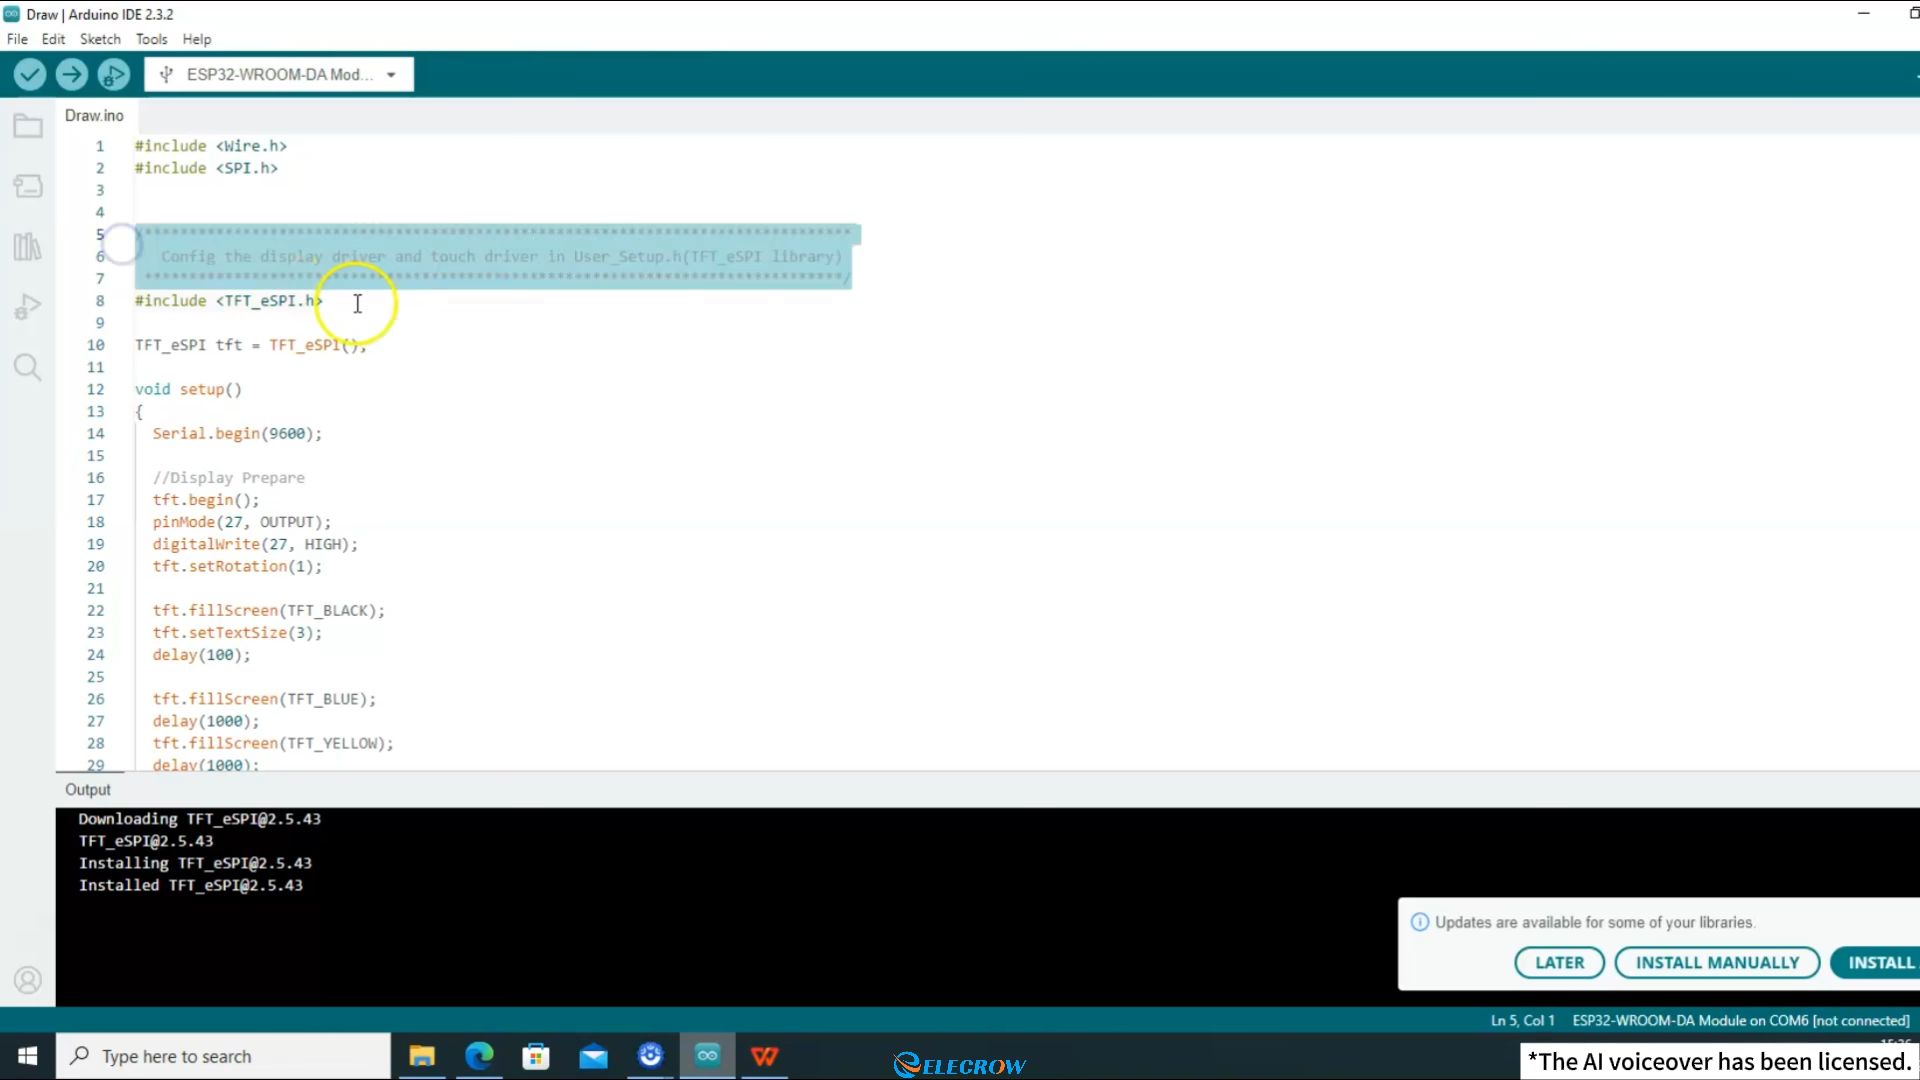 Draw | Arduino IDE 2.3.2
File Edit Sketch Tools Help
ESP32-WROOM-DA Mod...
Draw.ino
1 #include <Wire.h>
2 #include <SPI.h>
3
4
5 *******************************************************************************
6 Config the display driver and touch driver in User_Setup.h(TFT_eSPI library)
7 ******************************************************************************/
8 #include <TFT_eSPI.h>
9
10 TFT_eSPI tft = TFT_eSPI();
11
12 void setup()
13 {
14 Serial.begin(9600);
15
16 //Display Prepare
17 tft.begin();
18 pinMode(27, OUTPUT);
19 digitalWrite(27, HIGH);
20 tft.setRotation(1);
21
22 tft.fillScreen(TFT_BLACK);
23 tft.setTextSize(3);
24 delay(100);
25
26 tft.fillScreen(TFT_BLUE);
27 delay(1000);
28 tft.fillScreen(TFT_YELLOW);
29 delay(1000);
Output
Downloading TFT_eSPI@2.5.43
TFT_eSPI@2.5.43
Installing TFT_eSPI@2.5.43
Installed TFT_eSPI@2.5.43
Updates are available for some of your libraries.
LATER INSTALL MANUALLY INSTALL
Ln 5, Col 1 ESP32-WROOM-DA Module on COM6 [not connected]
Type here to search
ELECROW
*The AI voiceover has been licensed.